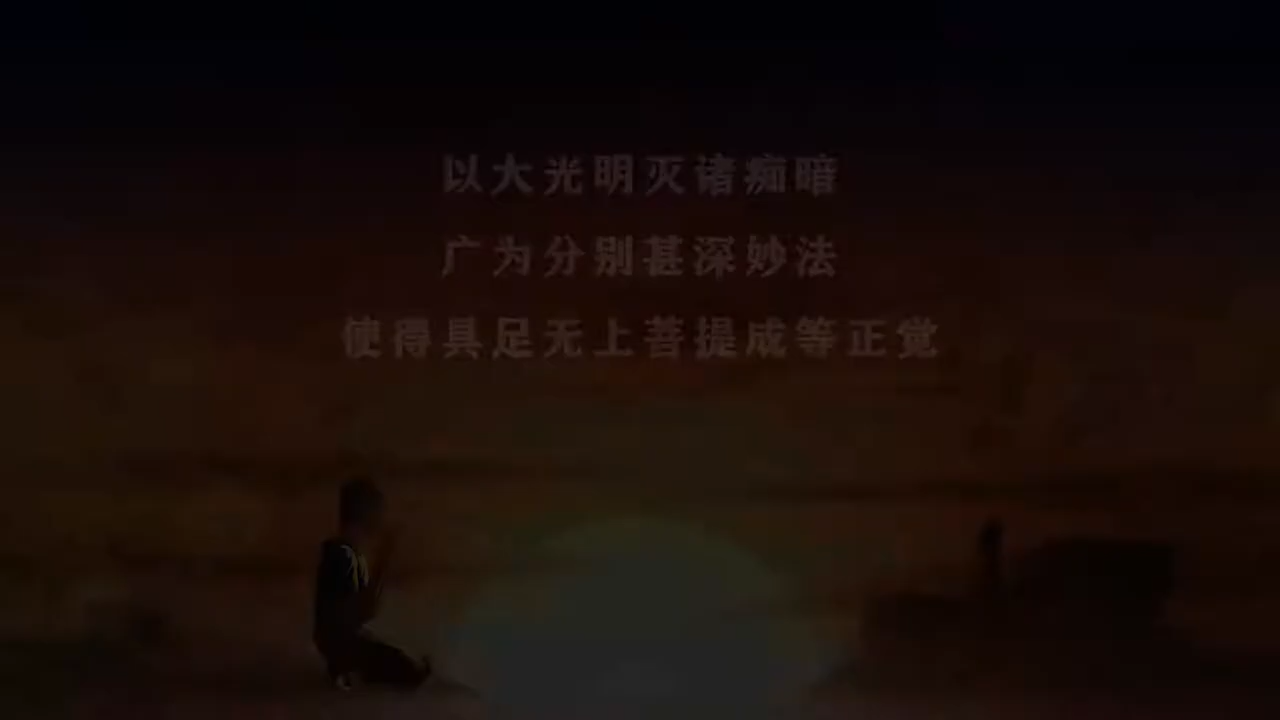 以大光明灭诸痴暗
广为分别甚深妙法
使得具足无上菩提成等正觉